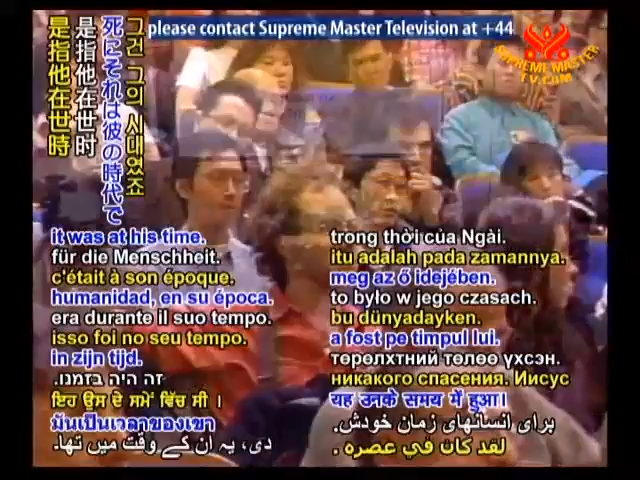 please contact Supreme Master Television at +44
SUPREME MASTER
TV.COM
그건 그의 시대였죠
死にそれは彼の時代で
是指他在世时
是指他在世時
it was at his time.
für die Menschheit.
c'était à son époque.
humanidad, en su época.
era durante il suo tempo.
isso foi no seu tempo.
in zijn tijd.
זה היה בזמנו.
ਇਹ ਉਸ ਦੇ ਸਮੇਂ ਵਿੱਚ ਸੀ ।
มันเป็นเวลาของเขา
دی، یہ ان کے وقت میں تھا۔
trong thời của Ngài.
itu adalah pada zamannya.
meg az ő idejében.
to było w jego czasach.
bu dünyadayken.
a fost pe timpul lui.
төрөлхтний төлөө үхсэн.
никакого спасения. Иисус
यह उनके समय में हुआ।
برای انسانهای زمان خودش.
لقد كان في عصره .